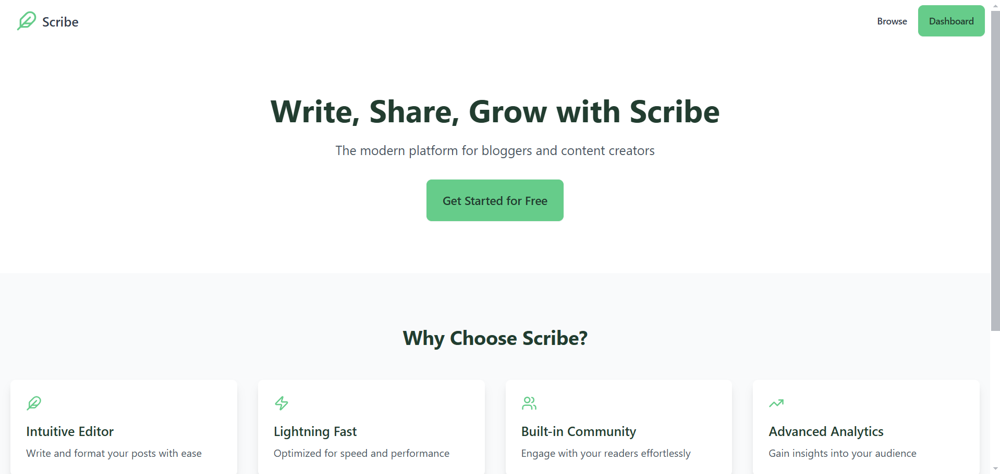 Scribe
Browse
Dashboard
Write, Share, Grow with Scribe
The modern platform for bloggers and content creators
Get Started for Free
Why Choose Scribe?
Intuitive Editor
Write and format your posts with ease
Lightning Fast
Optimized for speed and performance
Built-in Community
Engage with your readers effortlessly
Advanced Analytics
Gain insights into your audience